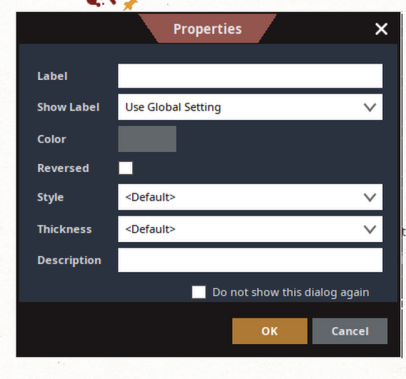 Properties
Label
Show Label Use Global Setting
Color
Reversed
Style <Default>
Thickness <Default>
Description
Do not show this dialog again
OK Cancel